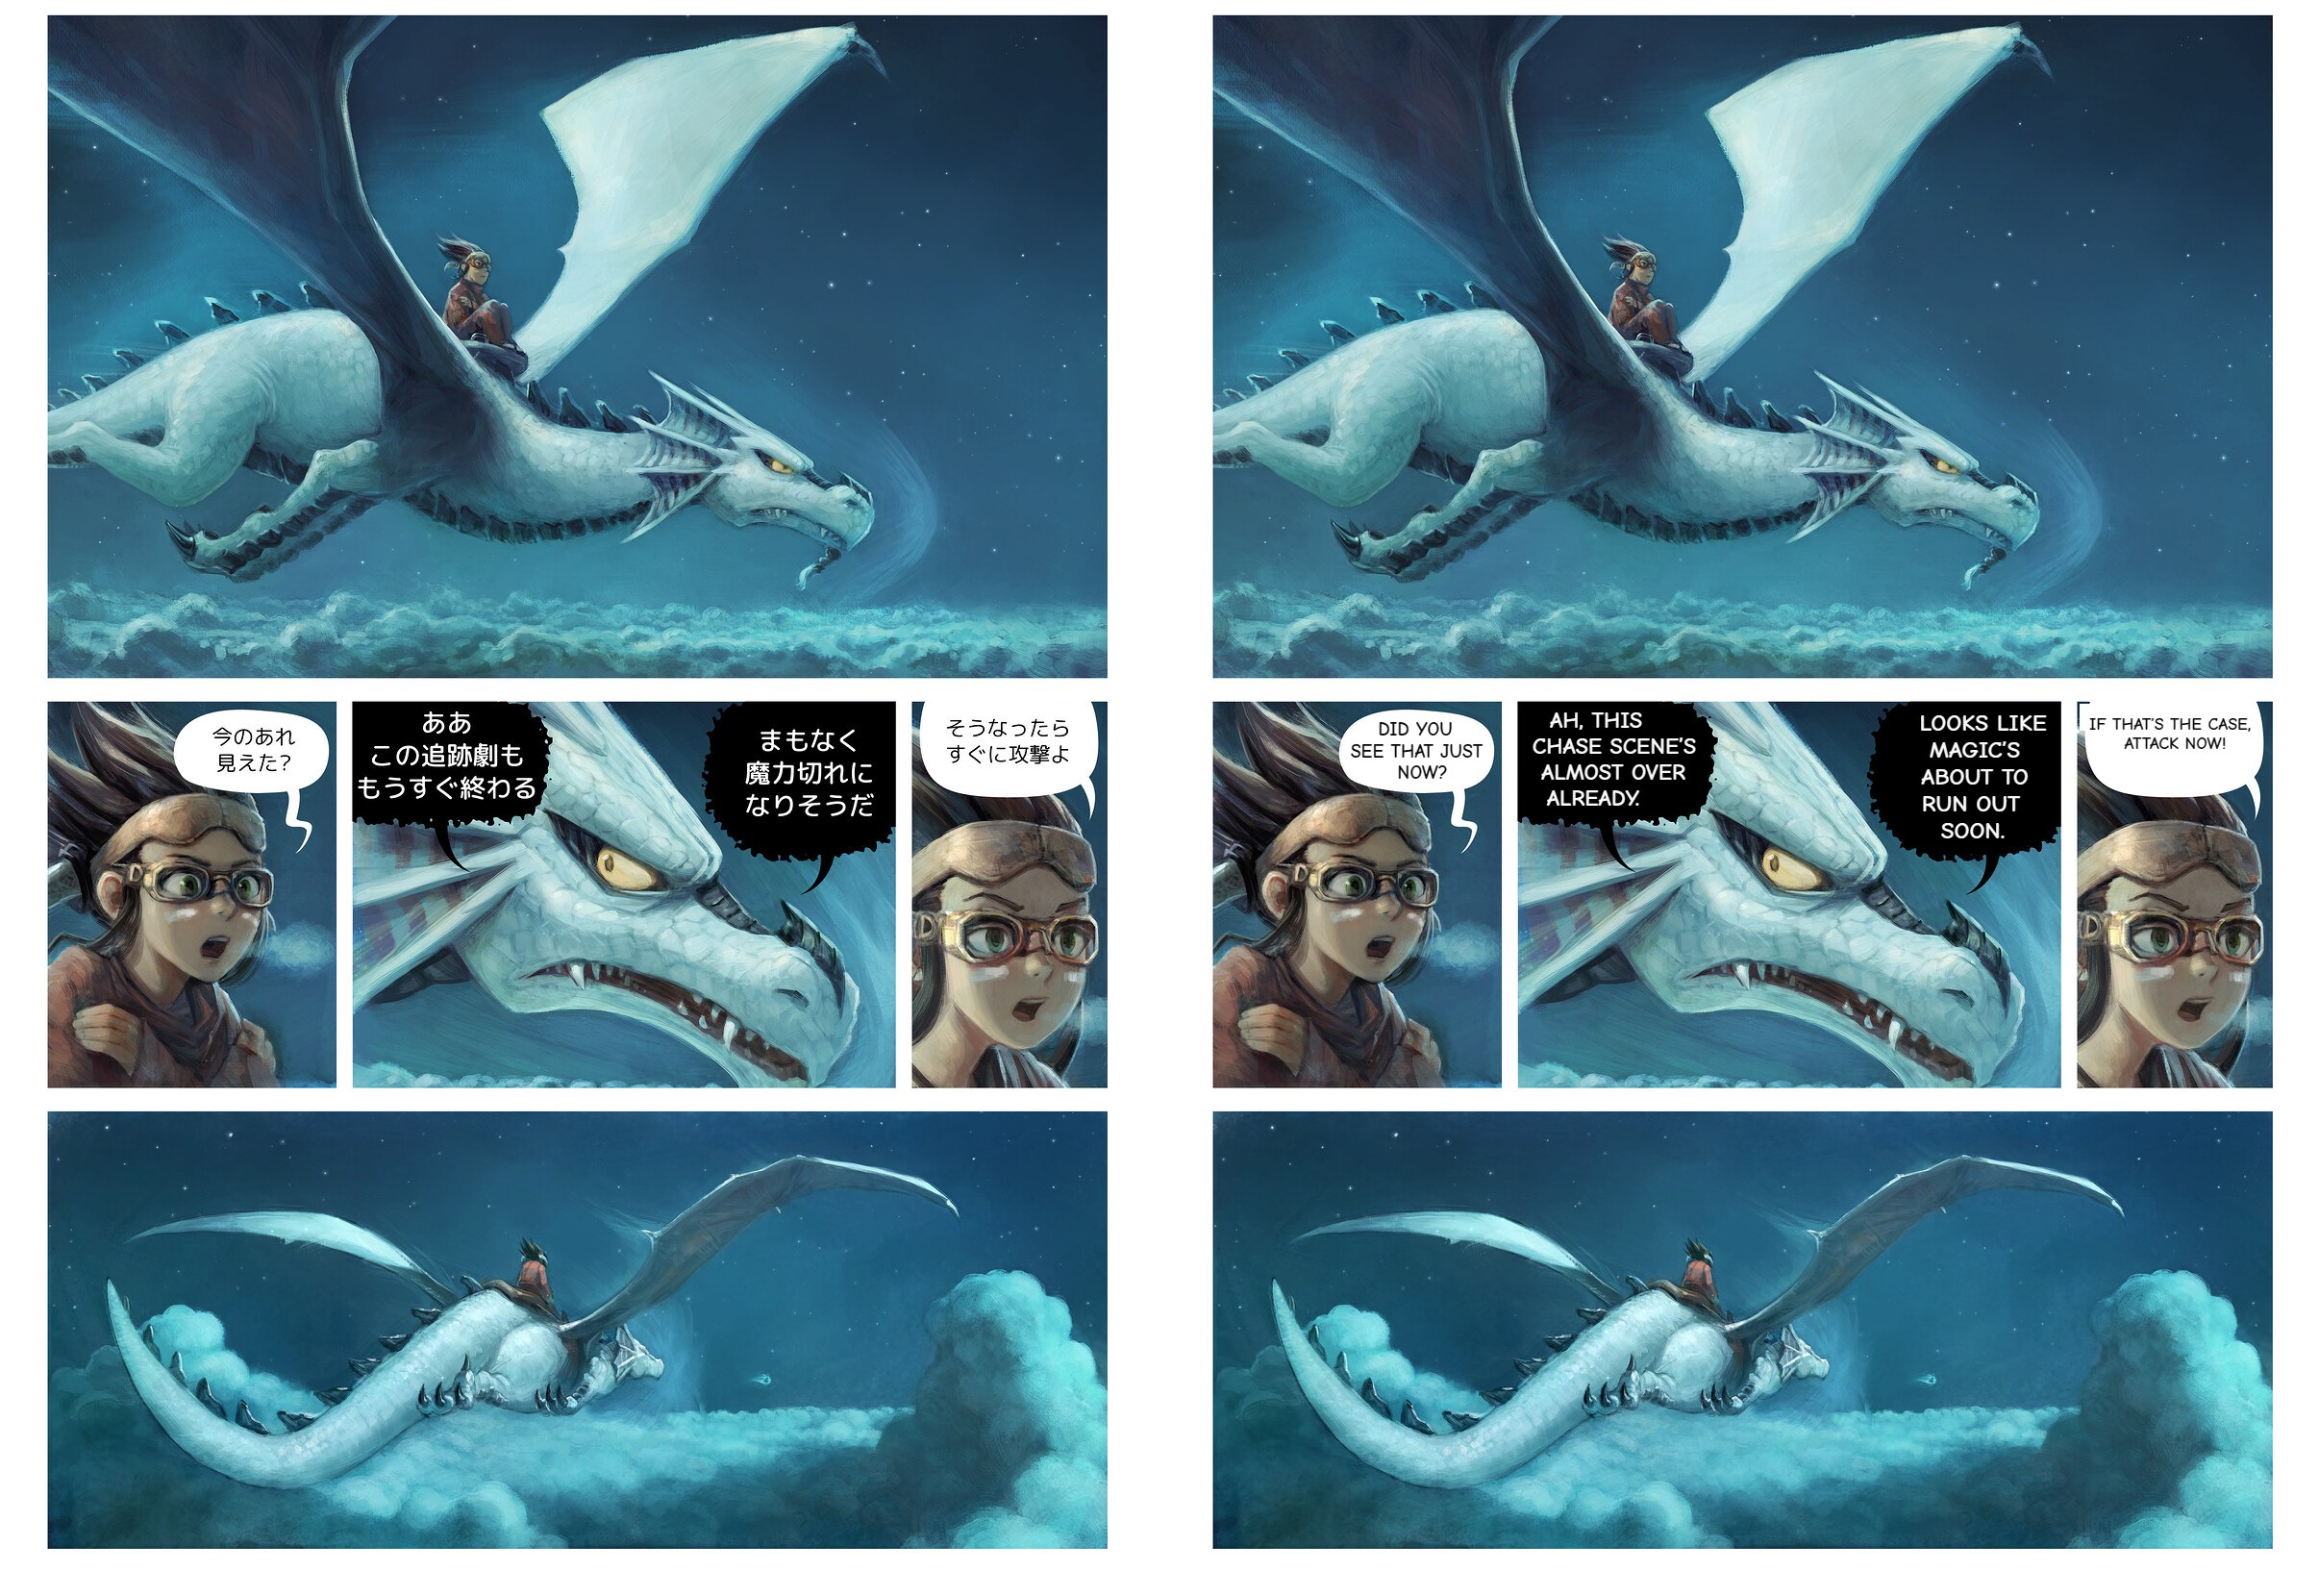 今のあれ
見えた?
ああ
この追跡劇も
もうすぐ終わる
まもなく
魔力切れに
なりそうだ
そうなったら
すぐに攻撃よ
DID YOU
SEE THAT JUST
NOW?
AH, THIS
CHASE SCENE'S
ALMOST OVER
ALREADY.
LOOKS LIKE
MAGIC'S
ABOUT TO
RUN OUT
SOON.
IF THAT'S THE CASE,
ATTACK NOW!